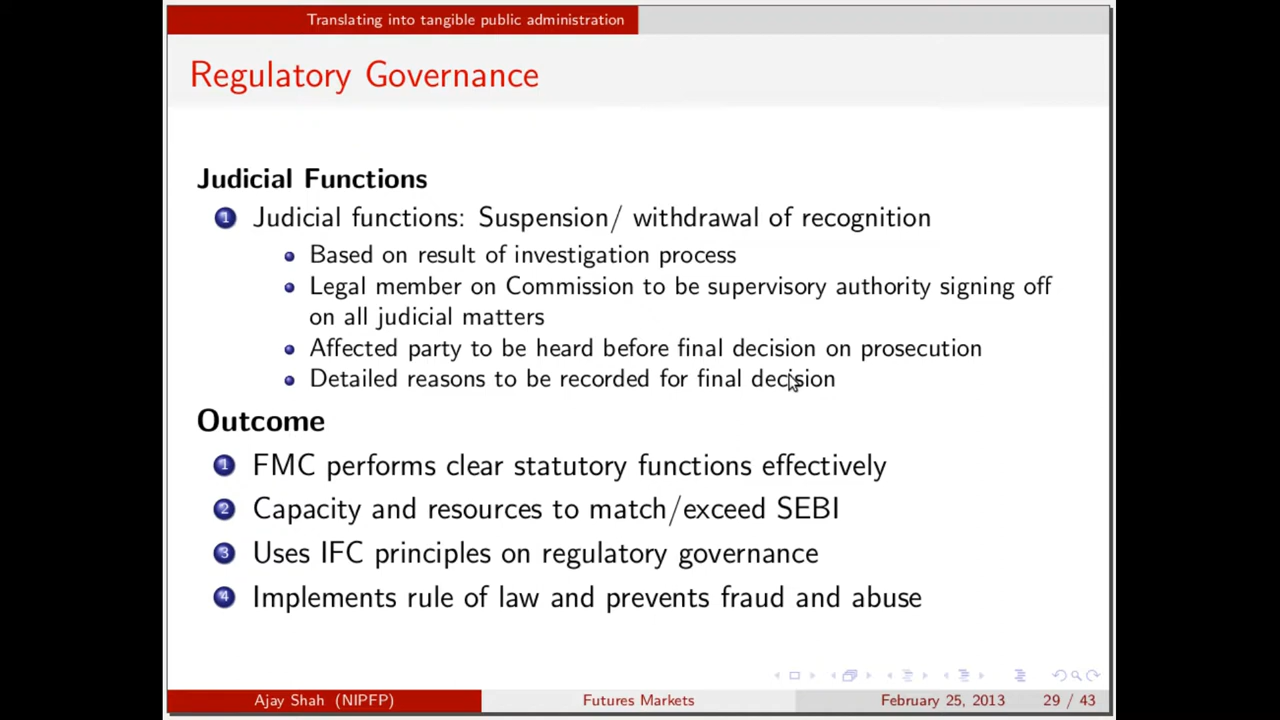 Translating into tangible public administration
Regulatory Governance
Judicial Functions
1 Judicial functions: Suspension/ withdrawal of recognition
Based on result of investigation process
Legal member on Commission to be supervisory authority signing off
on all judicial matters
Affected party to be heard before final decision on prosecution
Detailed reasons to be recorded for final decision
Outcome
1 FMC performs clear statutory functions effectively
2 Capacity and resources to match/exceed SEBI
3 Uses IFC principles on regulatory governance
4 Implements rule of law and prevents fraud and abuse
Ajay Shah (NIPFP) Futures Markets February 25, 2013 29 / 43